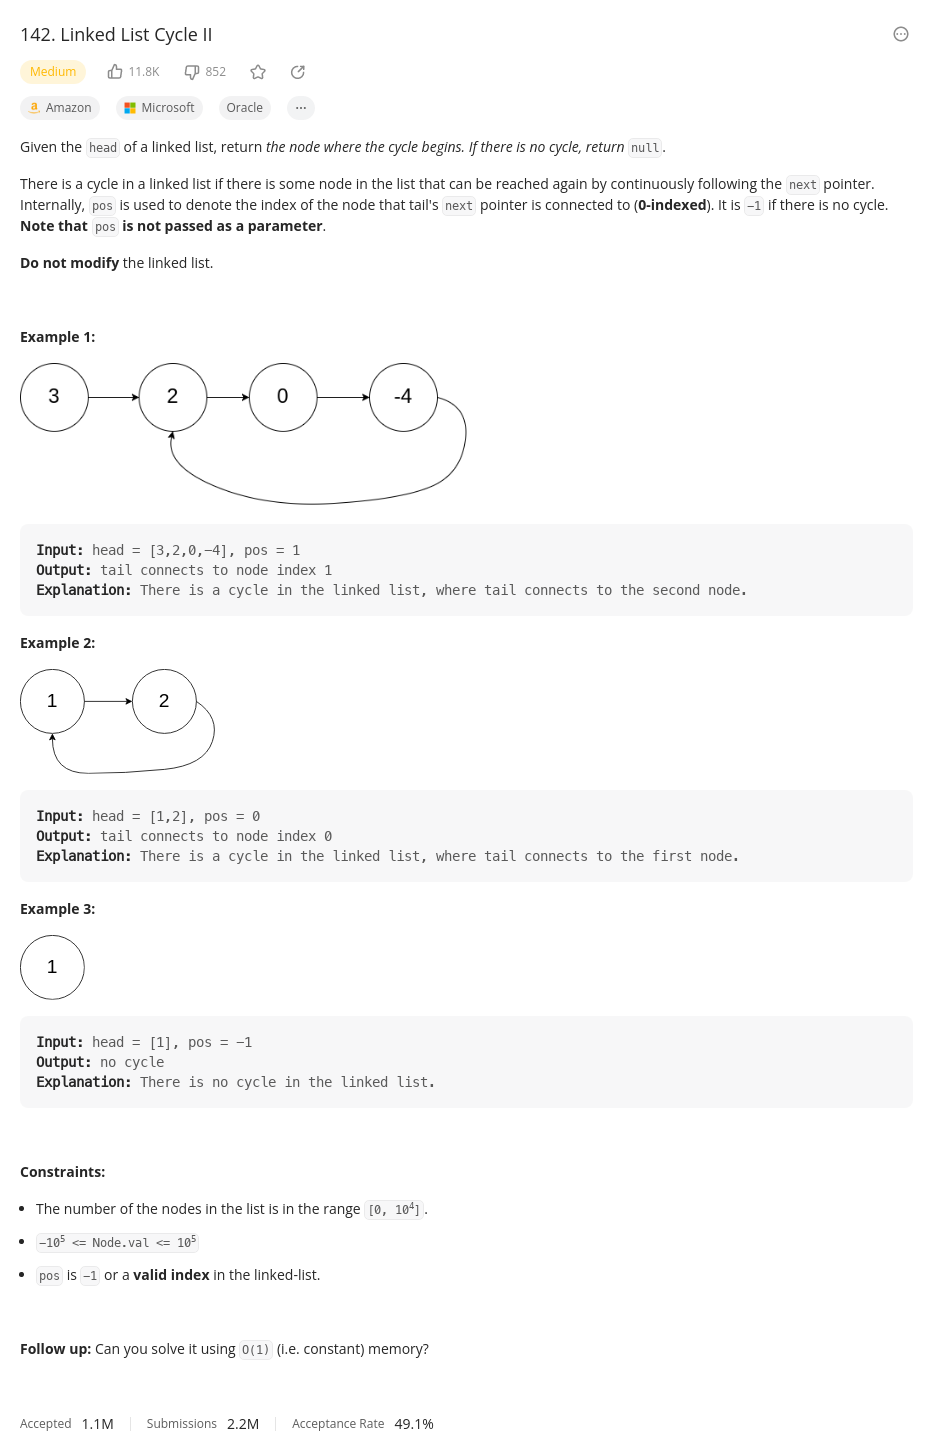 142. Linked List Cycle II
Medium 11.8K 852
Amazon Microsoft Oracle ···
Given the head of a linked list, return the node where the cycle begins. If there is no cycle, return null.
There is a cycle in a linked list if there is some node in the list that can be reached again by continuously following the next pointer.
Internally, pos is used to denote the index of the node that tail's next pointer is connected to (0-indexed). It is −1 if there is no cycle.
Note that pos is not passed as a parameter.
Do not modify the linked list.
Example 1:
3 2 0 -4
Input: head = [3,2,0,−4], pos = 1
Output: tail connects to node index 1
Explanation: There is a cycle in the linked list, where tail connects to the second node.
Example 2:
1 2
Input: head = [1,2], pos = 0
Output: tail connects to node index 0
Explanation: There is a cycle in the linked list, where tail connects to the first node.
Example 3:
1
Input: head = [1], pos = −1
Output: no cycle
Explanation: There is no cycle in the linked list.
Constraints:
• The number of the nodes in the list is in the range [0, 10⁴].
• −10⁵ <= Node.val <= 10⁵
• pos is −1 or a valid index in the linked-list.
Follow up: Can you solve it using O(1) (i.e. constant) memory?
Accepted 1.1M Submissions 2.2M Acceptance Rate 49.1%